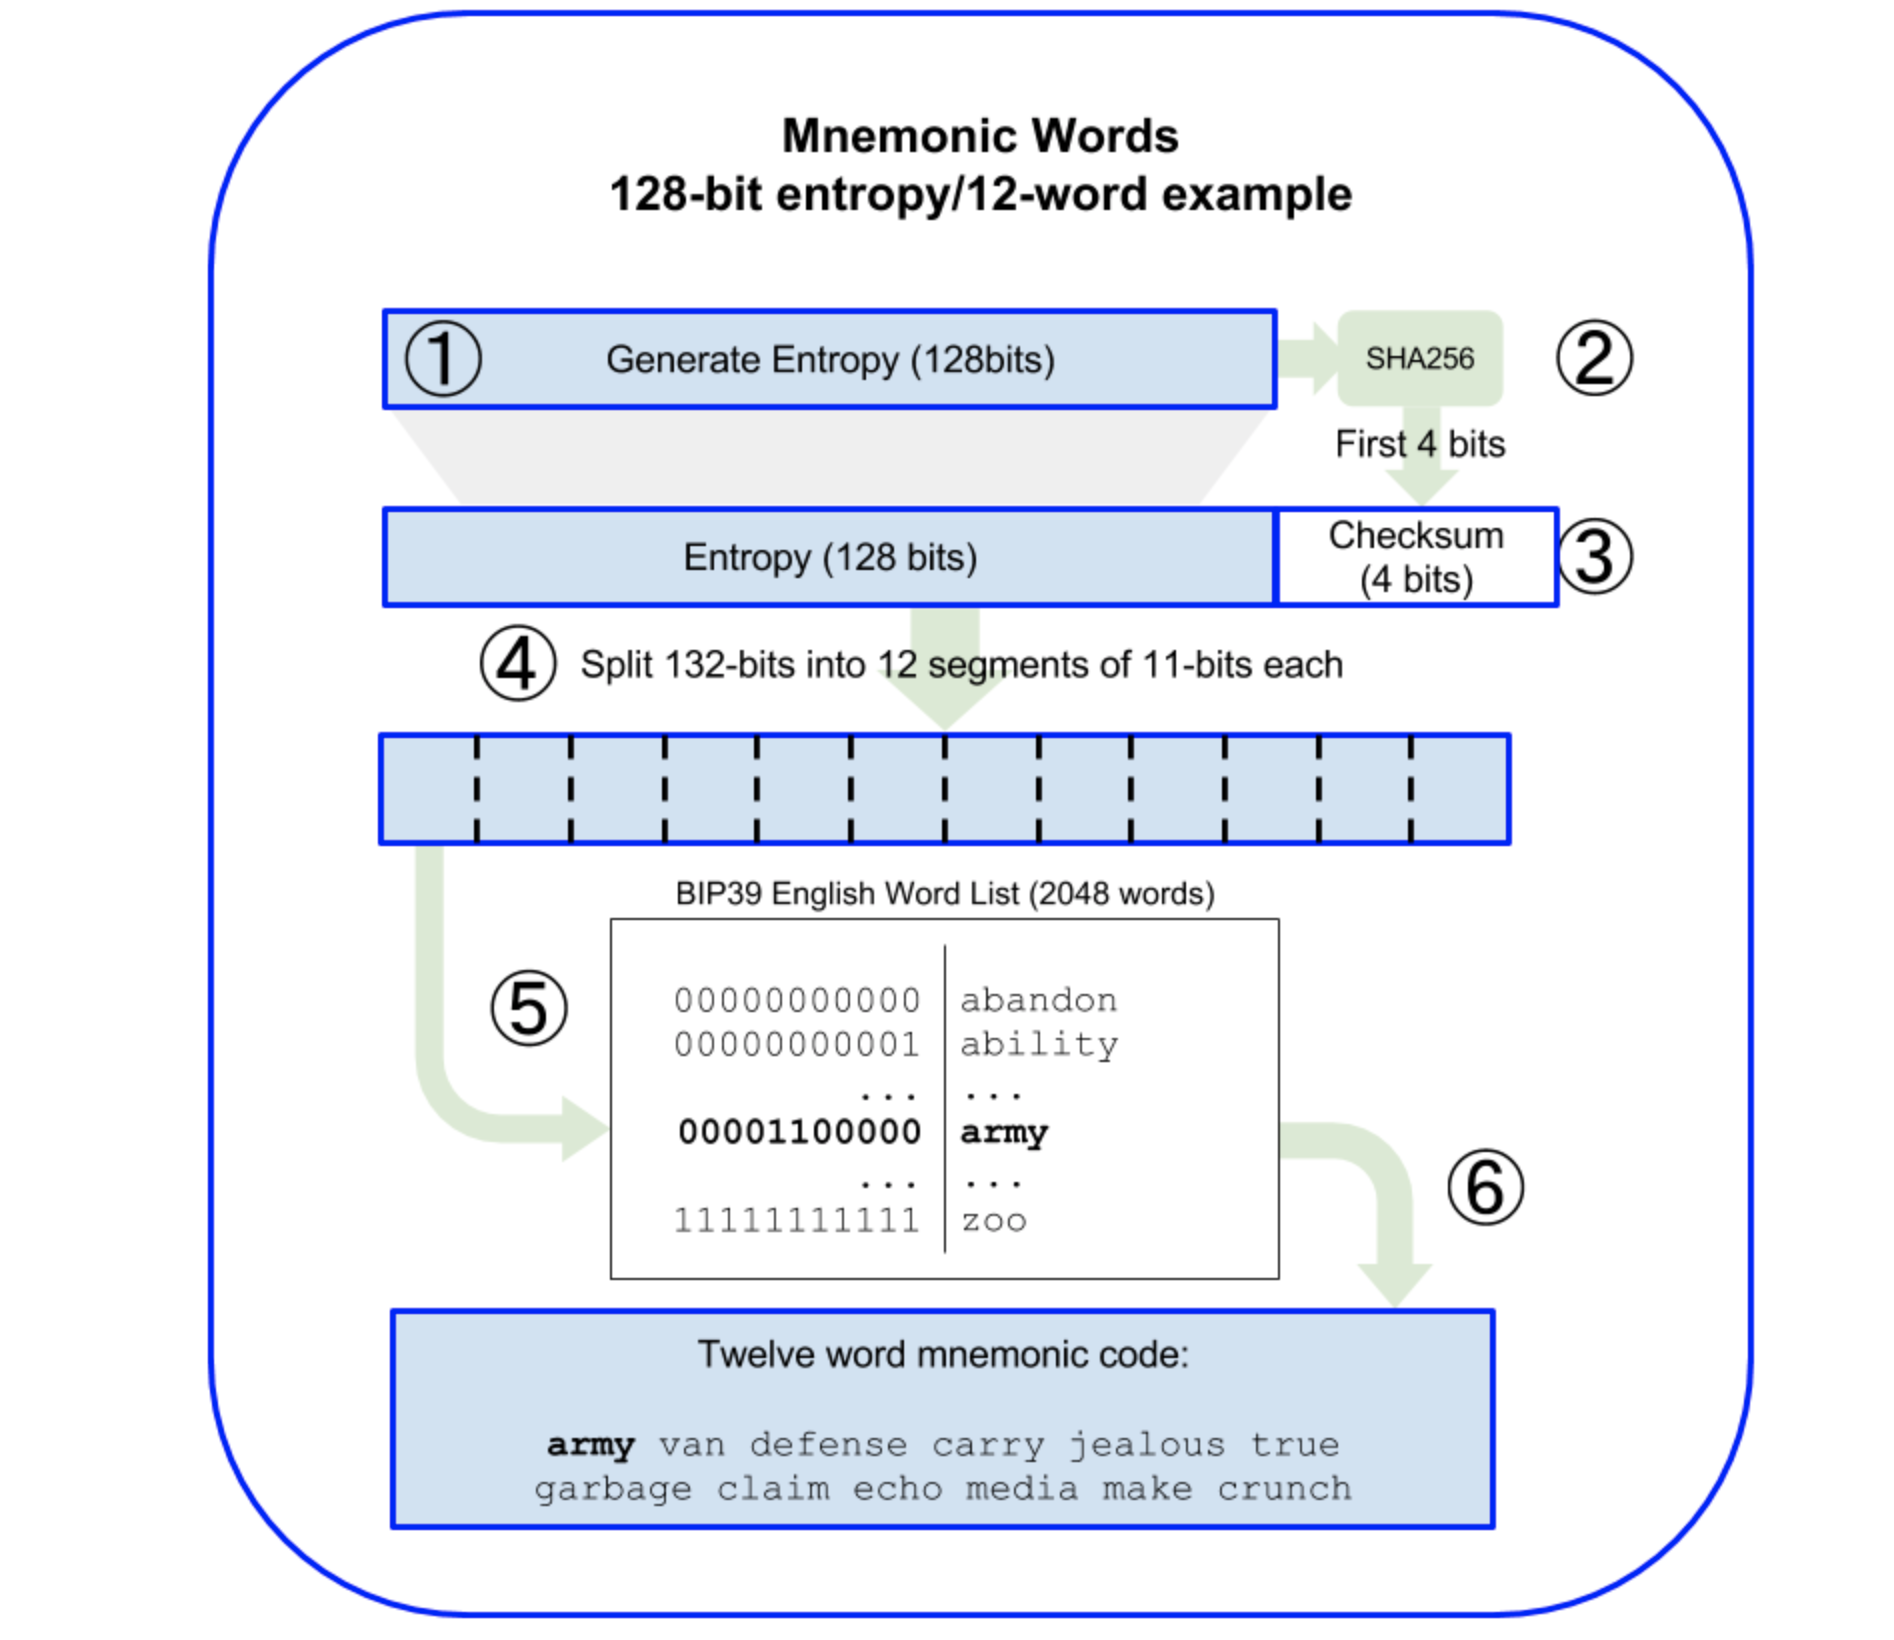 Mnemonic Words
128-bit entropy/12-word example
① Generate Entropy (128bits)
SHA256
②
First 4 bits
Entropy (128 bits)
Checksum
(4 bits)
③
④ Split 132-bits into 12 segments of 11-bits each
BIP39 English Word List (2048 words)
⑤
00000000000 abandon
00000000001 ability
... ...
00001100000 army
... ...
11111111111 zoo
⑥
Twelve word mnemonic code:
army van defense carry jealous true
garbage claim echo media make crunch